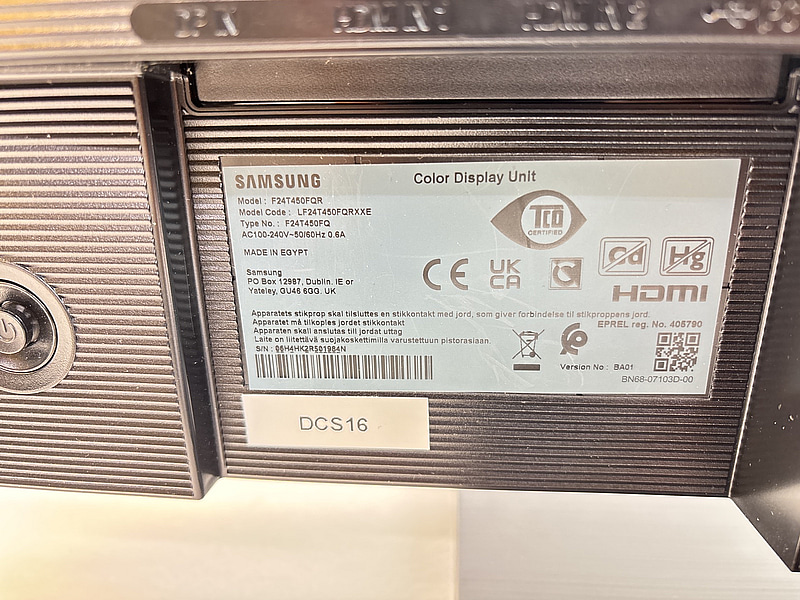 DP IN
HDMI IN 1
HDMI IN 2
SAMSUNG
Color Display Unit
Model : F24T450FQR
Model Code : LF24T450FQRXXE
Type No. : F24T450FQ
AC100-240V~50/60Hz 0.6A
MADE IN EGYPT
Samsung
PO Box 12987, Dublin. IE or
Yateley, GU46 6GG. UK
TCO
CERTIFIED
CE
UK
CA
C
Cd
Hg
HDMI
Apparatets stikprop skal tilsluttes en stikkontakt med jord, som giver forbindelse til stikproppens jord.
Apparatet må tilkoples jordet stikkontakt
Apparaten skall anslutas till jordat uttag
Laite on liitettävä suojakoskettimilla varustettuun pistorasiaan.
S/N : 06H4HK2R501984N
EPREL reg. No. 405790
Version No : BA01
BN68-07103D-00
DCS16